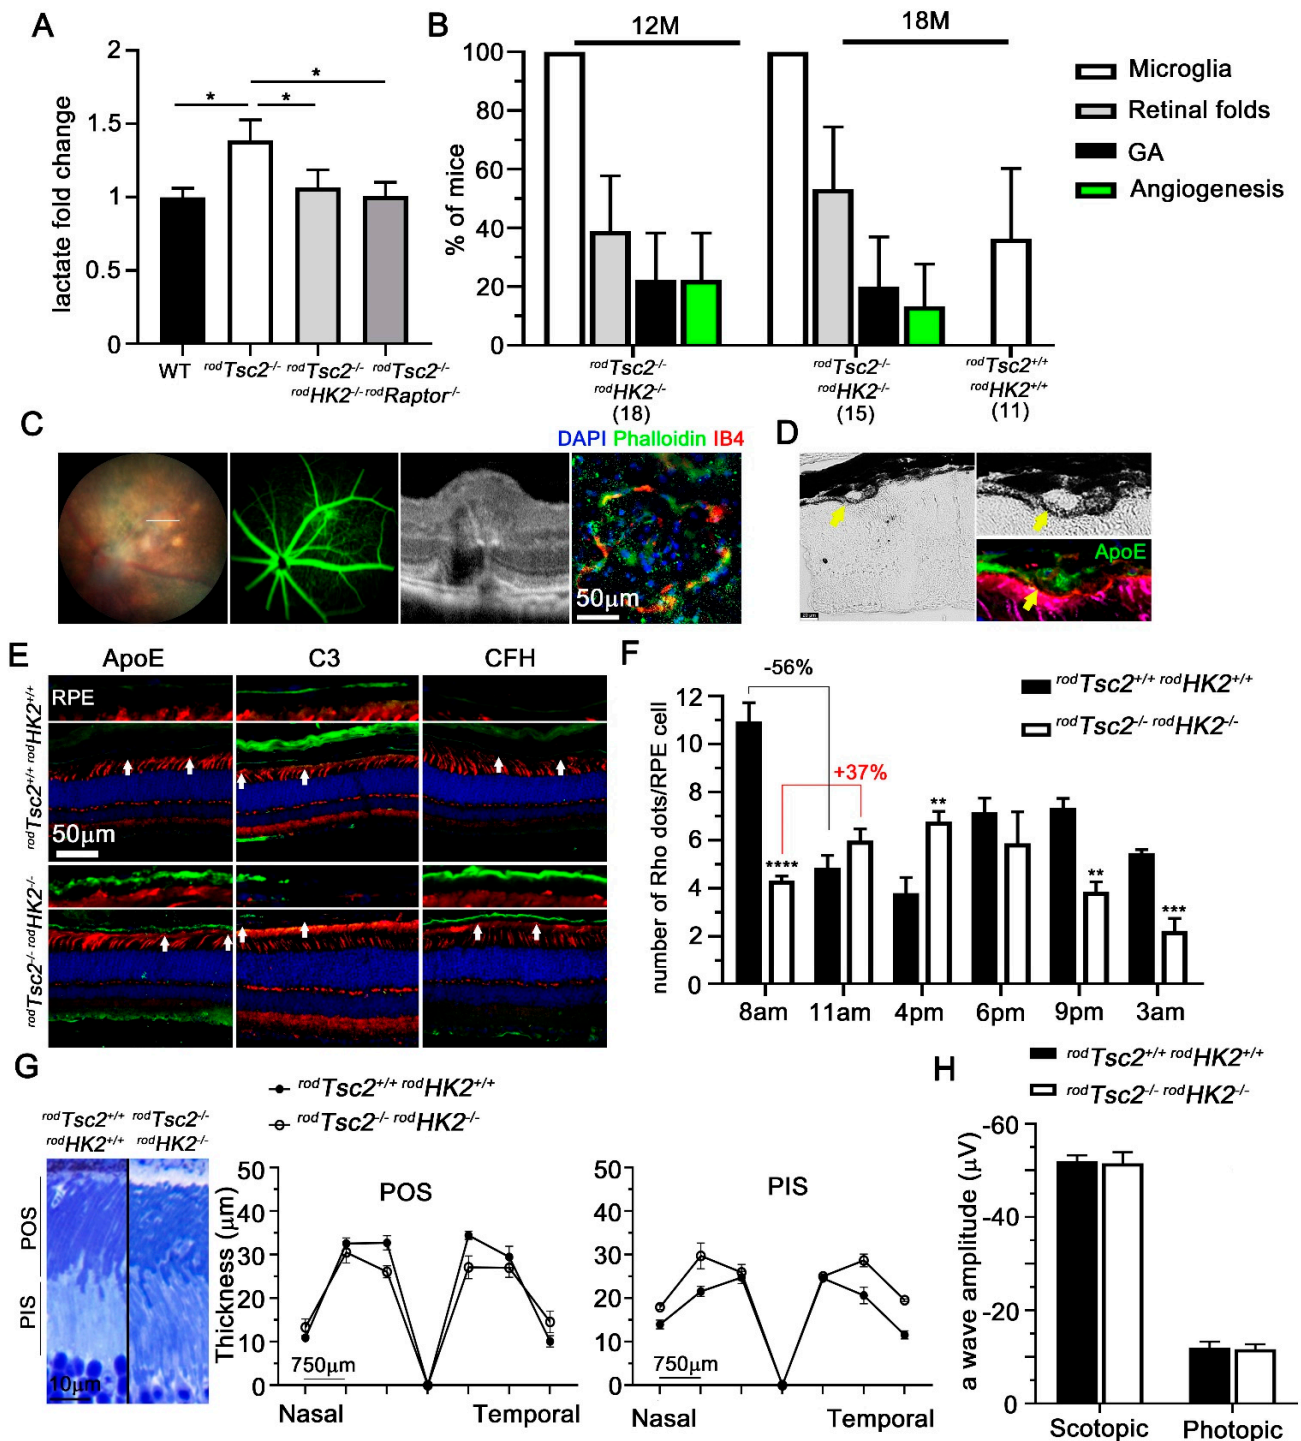 A
lactate fold change
2
1.5
1
0.5
0
*
*
*
WT
rodTsc2-/-
rodTsc2-/-
rodHK2-/-
rodTsc2-/-
rodRaptor-/-
B
12M
18M
% of mice
100
80
60
40
20
0
rodTsc2-/-
rodHK2-/-
(18)
rodTsc2-/-
rodHK2-/-
(15)
rodTsc2+/+
rodHK2+/+
(11)
Microglia
Retinal folds
GA
Angiogenesis
C
DAPI Phalloidin IB4
50μm
D
ApoE
E
ApoE
C3
CFH
RPE
rodTsc2+/+ rodHK2+/+
50μm
rodTsc2-/- rodHK2-/-
F
-56%
+37%
rodTsc2+/+ rodHK2+/+
rodTsc2-/- rodHK2-/-
number of Rho dots/RPE cell
12
10
8
6
4
2
0
****
**
**
***
8am
11am
4pm
6pm
9pm
3am
G
rodTsc2+/+
rodHK2+/+
rodTsc2-/-
rodHK2-/-
POS
PIS
10μm
rodTsc2+/+ rodHK2+/+
rodTsc2-/- rodHK2-/-
Thickness (μm)
50
40
30
20
10
0
POS
750μm
Nasal
Temporal
50
40
30
20
10
0
PIS
750μm
Nasal
Temporal
H
rodTsc2+/+ rodHK2+/+
rodTsc2-/- rodHK2-/-
a wave amplitude (μV)
-60
-40
-20
0
Scotopic
Photopic